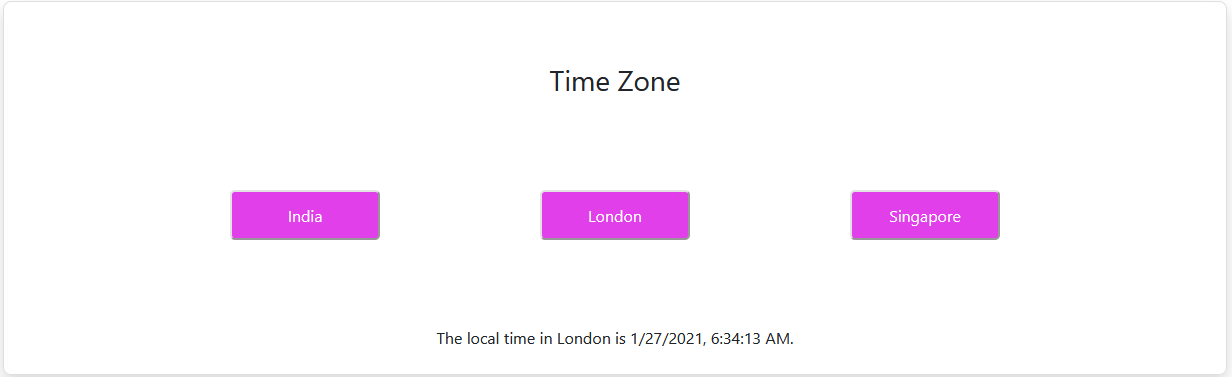 Time Zone
India
London
Singapore
The local time in London is 1/27/2021, 6:34:13 AM.